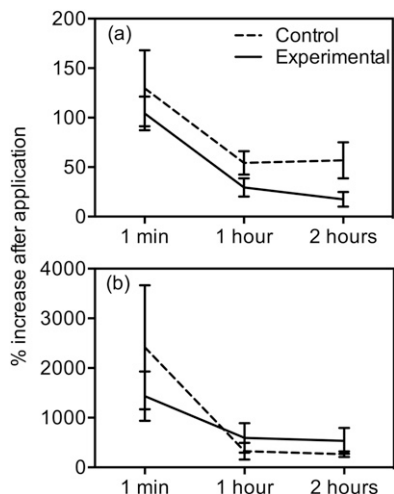 (a)
Control
Experimental
200
150
100
50
0
1 min 1 hour 2 hours
% increase after application
(b)
4000
3000
2000
1000
0
1 min 1 hour 2 hours